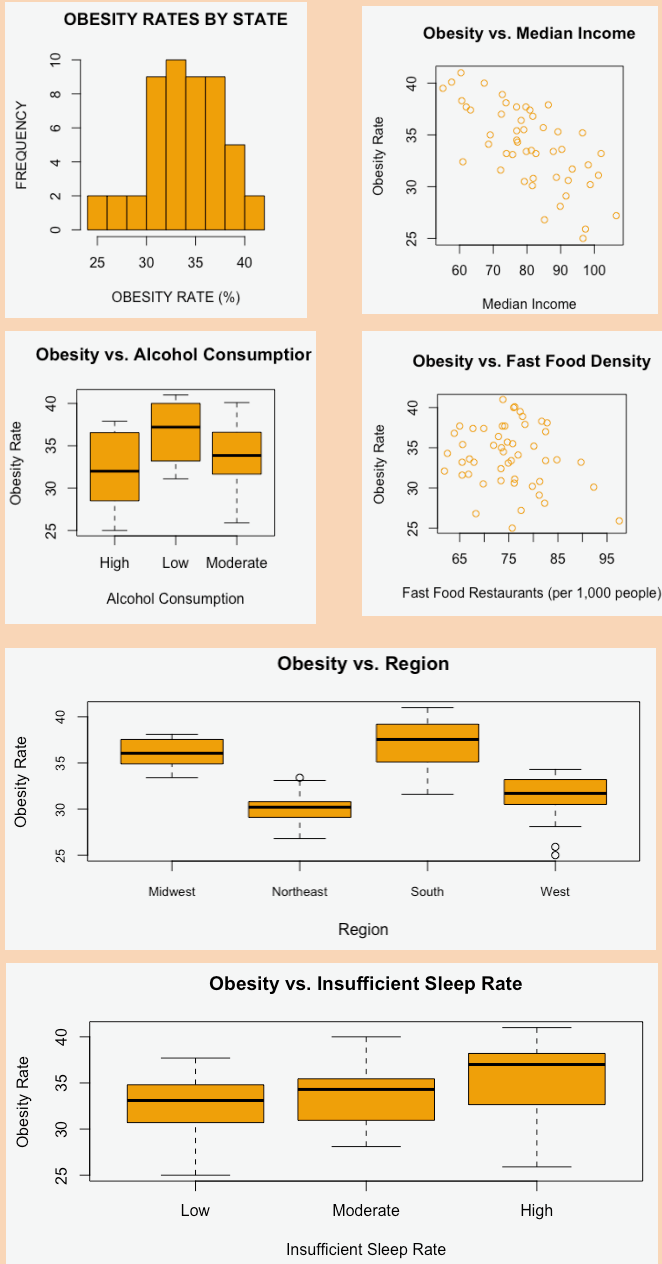 OBESITY RATES BY STATE
FREQUENCY
10
8
6
4
2
0
25 30 35 40
OBESITY RATE (%)
Obesity vs. Median Income
Obesity Rate
40
35
30
25
60 70 80 90 100
Median Income
Obesity vs. Alcohol Consumption
Obesity Rate
40
35
30
25
High Low Moderate
Alcohol Consumption
Obesity vs. Fast Food Density
Obesity Rate
40
35
30
25
65 75 85 95
Fast Food Restaurants (per 1,000 people)
Obesity vs. Region
Obesity Rate
40
35
30
25
Midwest Northeast South West
Region
Obesity vs. Insufficient Sleep Rate
Obesity Rate
40
35
30
25
Low Moderate High
Insufficient Sleep Rate